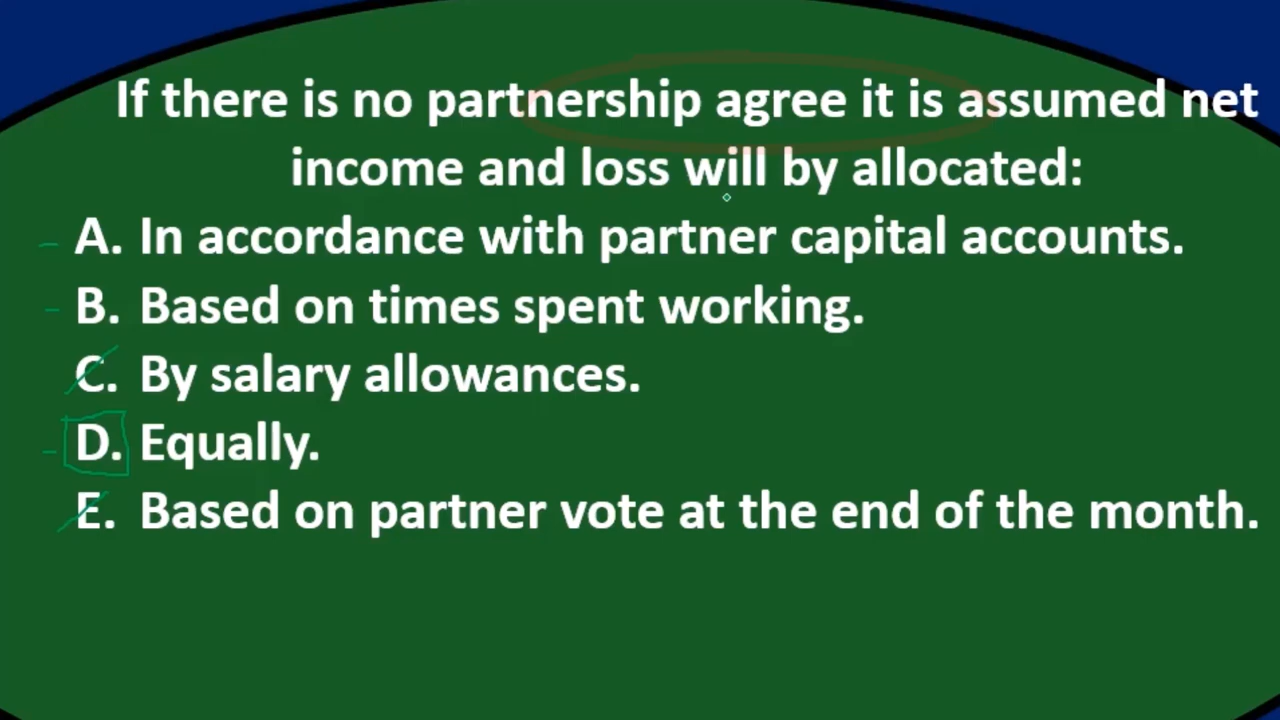 If there is no partnership agree it is assumed net
income and loss will by allocated:
A. In accordance with partner capital accounts.
B. Based on times spent working.
C. By salary allowances.
D. Equally.
E. Based on partner vote at the end of the month.